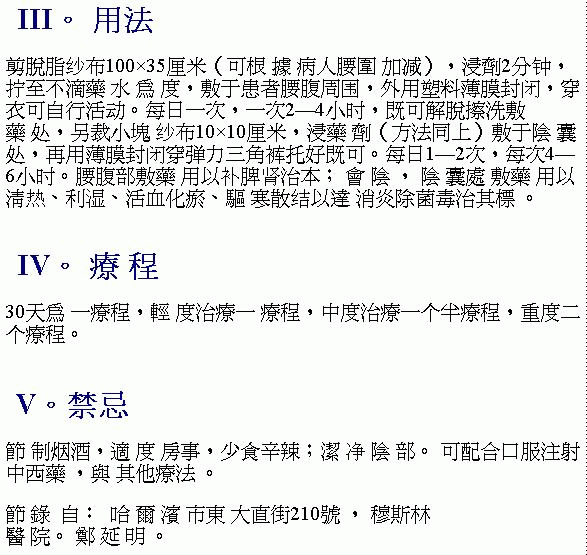 III。用法
剪脫脂纱布100×35厘米（可根 據 病人腰圍 加减），浸劑2分钟，
拧至不滴藥 水 爲 度，敷于患者腰腹周围，外用塑料薄膜封闭，穿
衣可自行活动。每日一次，一次2—4小时，既可解脫擦洗敷
藥 处，另裁小塊 纱布10×10厘米，浸藥 劑（方法同上）敷于陰 囊
处，再用薄膜封闭穿弹力三角裤托好既可。每日1—2次，每次4—
6小时。腰腹部敷藥 用以补脾肾治本； 會 陰 ， 陰 囊處 敷藥 用以
清热、利湿、活血化瘀、驅 寒散结以達 消炎除菌毒治其標 。
IV。 療 程
30天爲 一療程，輕 度治療一 療程，中度治療一个半療程，重度二
个療程。
V。禁忌
節 制烟酒，適 度 房事，少食辛辣；潔 净 陰 部。 可配合口服注射
中西藥 ，與 其他療法 。
節 錄 自： 哈 爾 濱 市東 大直街210號 ， 穆斯林
醫 院。 鄭 延明 。